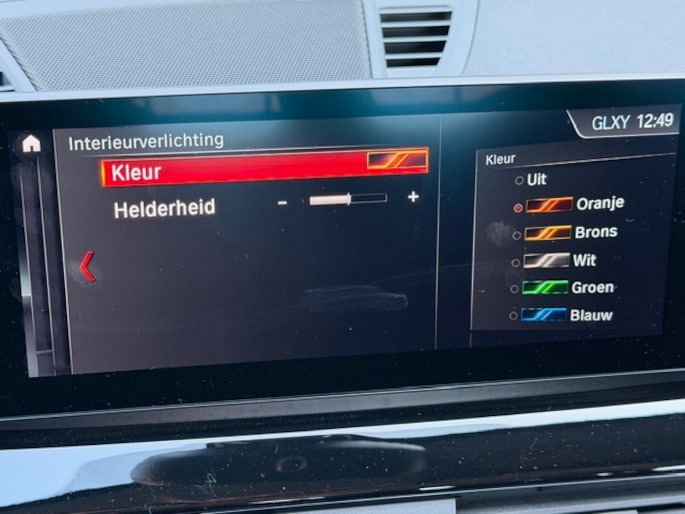 GLXY 12:49
Interieurverlichting
Kleur
Helderheid
- +
Kleur
Uit
Oranje
Brons
Wit
Groen
Blauw